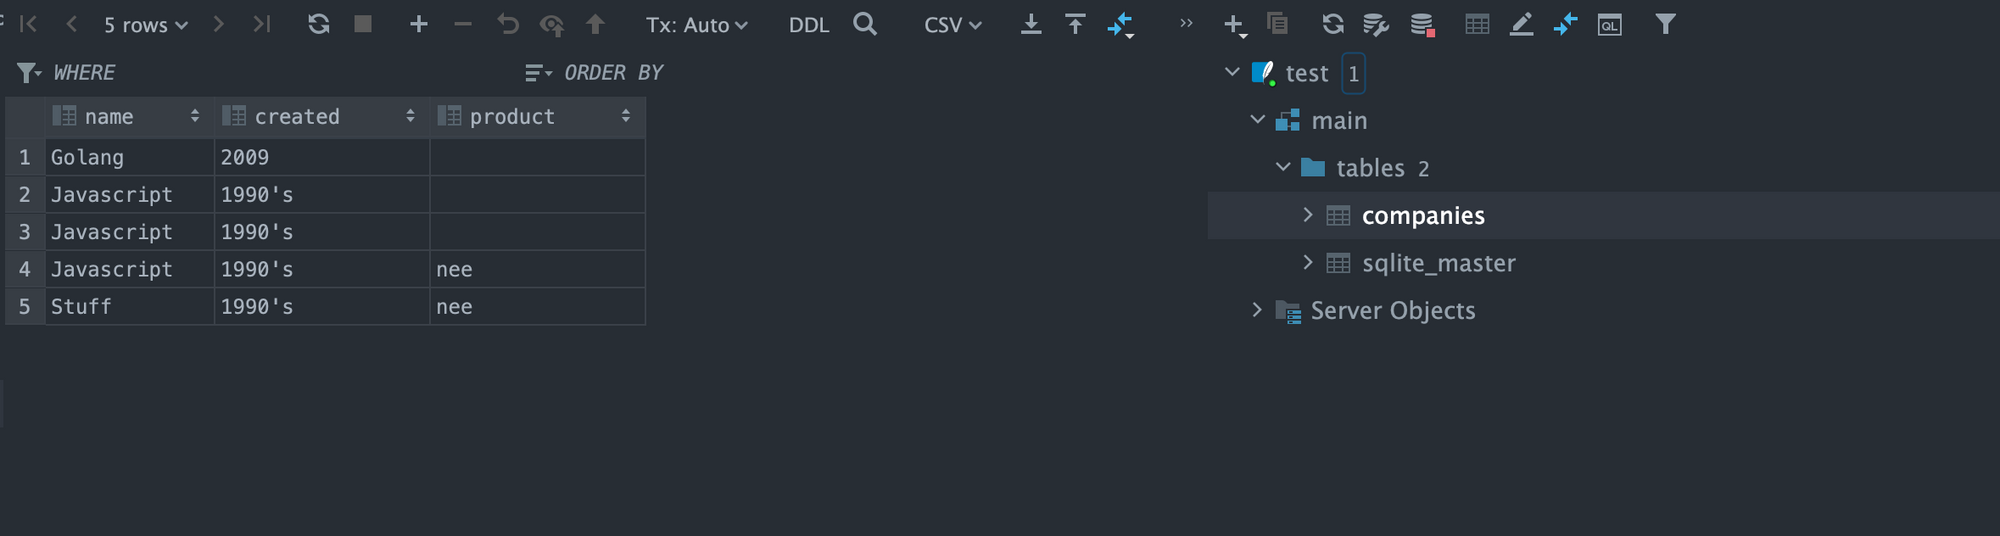 5 rows Tx: Auto DDL CSV
WHERE ORDER BY
name created product
1 Golang 2009
2 Javascript 1990's
3 Javascript 1990's
4 Javascript 1990's nee
5 Stuff 1990's nee
QL
test 1
main
tables 2
companies
sqlite_master
Server Objects